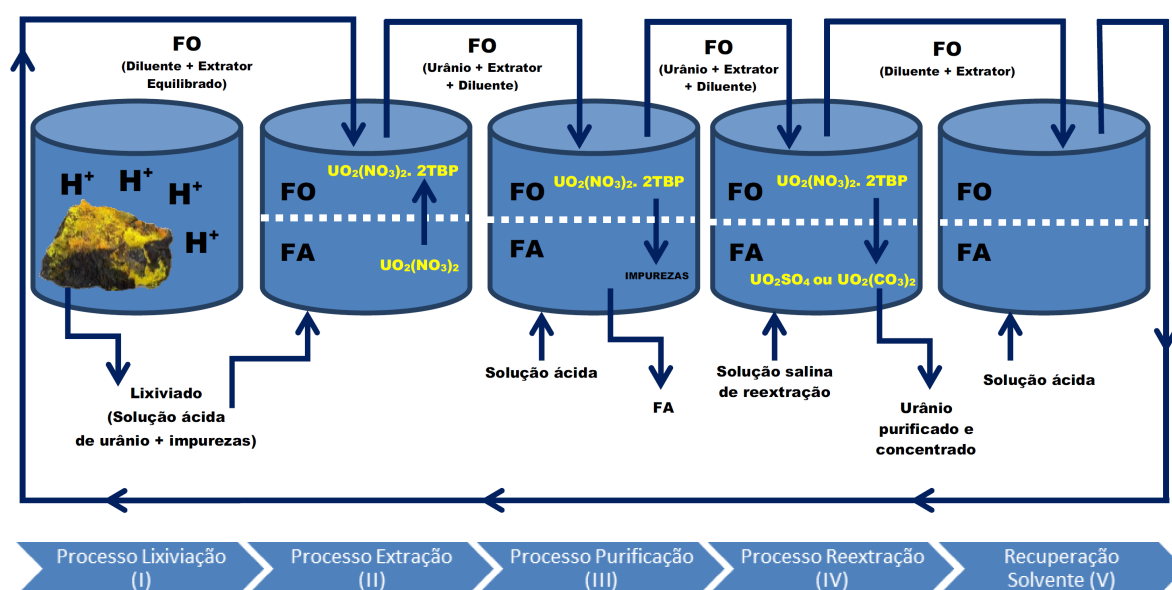 FO
(Diluente + Extrator
Equilibrado)
FO
(Urânio + Extrator
+ Diluente)
FO
(Urânio + Extrator
+ Diluente)
FO
(Diluente + Extrator)
H⁺
H⁺
H⁺
H⁺
UO₂(NO₃)₂. 2TBP
FO
FA
UO₂(NO₃)₂
UO₂(NO₃)₂. 2TBP
FO
FA
IMPUREZAS
UO₂(NO₃)₂. 2TBP
FO
FA
UO₂SO₄ ou UO₂(CO₃)₂
FO
FA
Lixiviado
(Solução ácida
de urânio + impurezas)
Solução ácida
FA
Solução salina
de reextração
Urânio
purificado e
concentrado
Solução ácida
Processo Lixiviação
(I)
Processo Extração
(II)
Processo Purificação
(III)
Processo Reextração
(IV)
Recuperação
Solvente (V)